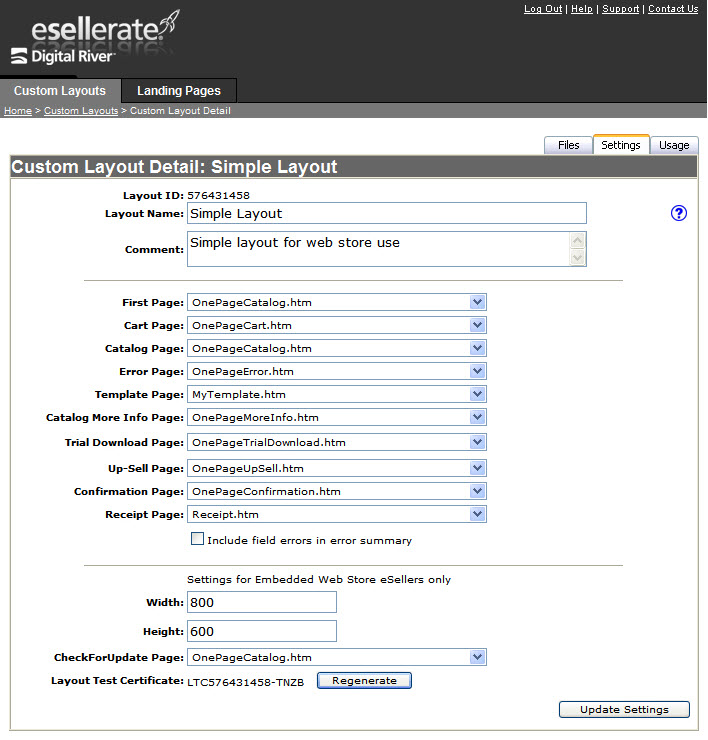 Log Out | Help | Support | Contact Us
esellerate
Digital River
Custom Layouts Landing Pages
Home > Custom Layouts > Custom Layout Detail
Files Settings Usage
Custom Layout Detail: Simple Layout
Layout ID: 576431458
Layout Name: Simple Layout ?
Comment: Simple layout for web store use
First Page: OnePageCatalog.htm
Cart Page: OnePageCart.htm
Catalog Page: OnePageCatalog.htm
Error Page: OnePageError.htm
Template Page: MyTemplate.htm
Catalog More Info Page: OnePageMoreInfo.htm
Trial Download Page: OnePageTrialDownload.htm
Up-Sell Page: OnePageUpSell.htm
Confirmation Page: OnePageConfirmation.htm
Receipt Page: Receipt.htm
Include field errors in error summary
Settings for Embedded Web Store eSellers only
Width: 800
Height: 600
CheckForUpdate Page: OnePageCatalog.htm
Layout Test Certificate: LTC576431458-TNZB Regenerate
Update Settings